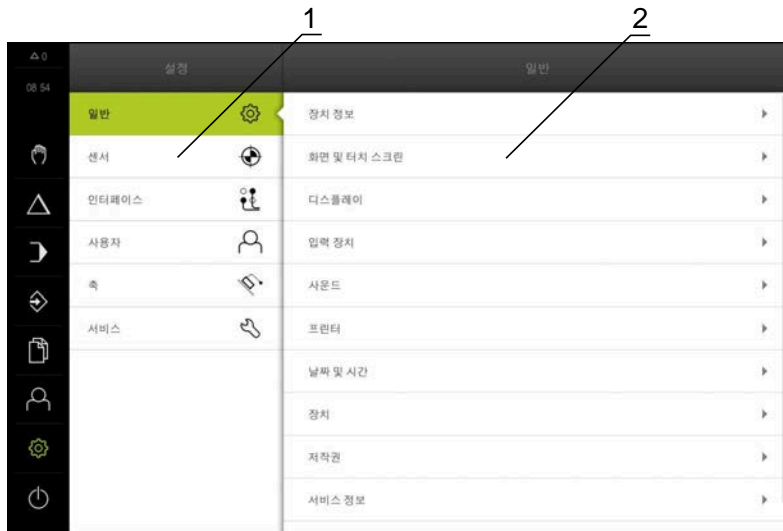 1
2
0
설정
일반
08 54
일반
센서
인터페이스
사용자
축
서비스
장치 정보
화면 및 터치 스크린
디스플레이
입력 장치
사운드
프린터
날짜 및 시간
장치
저작권
서비스 정보